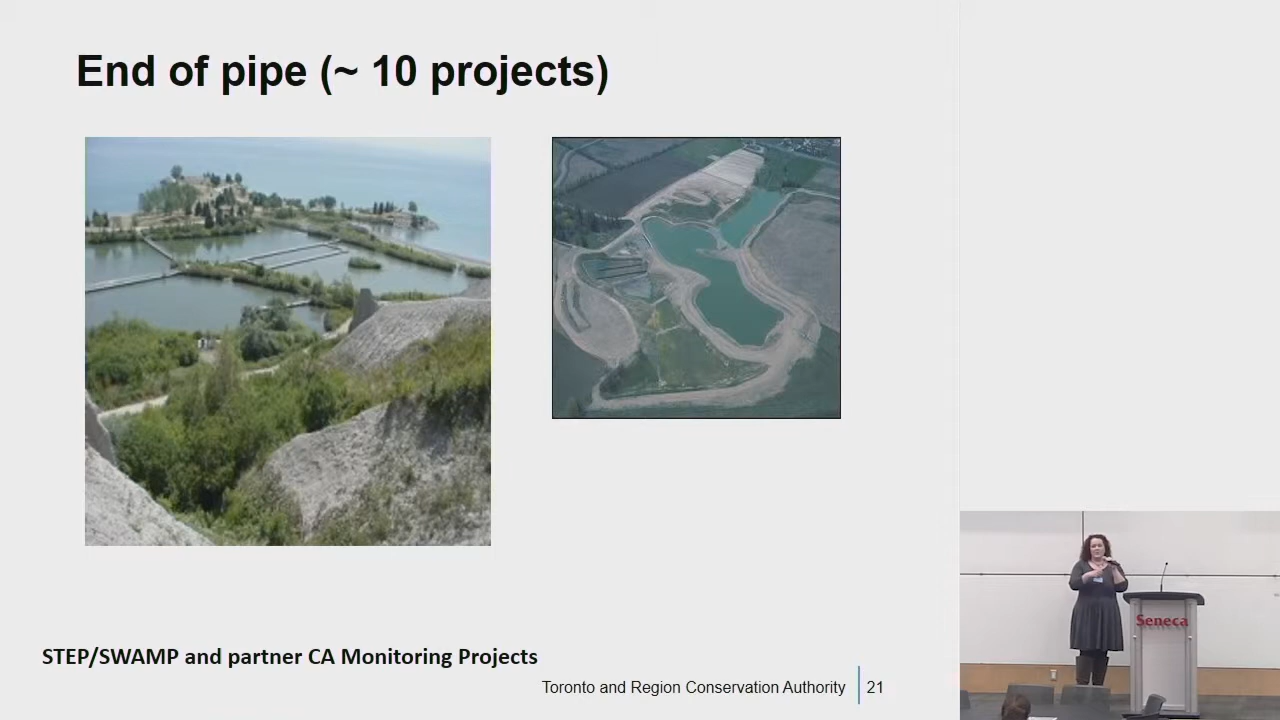 End of pipe (~ 10 projects)
STEP/SWAMP and partner CA Monitoring Projects
Toronto and Region Conservation Authority
21
Seneca